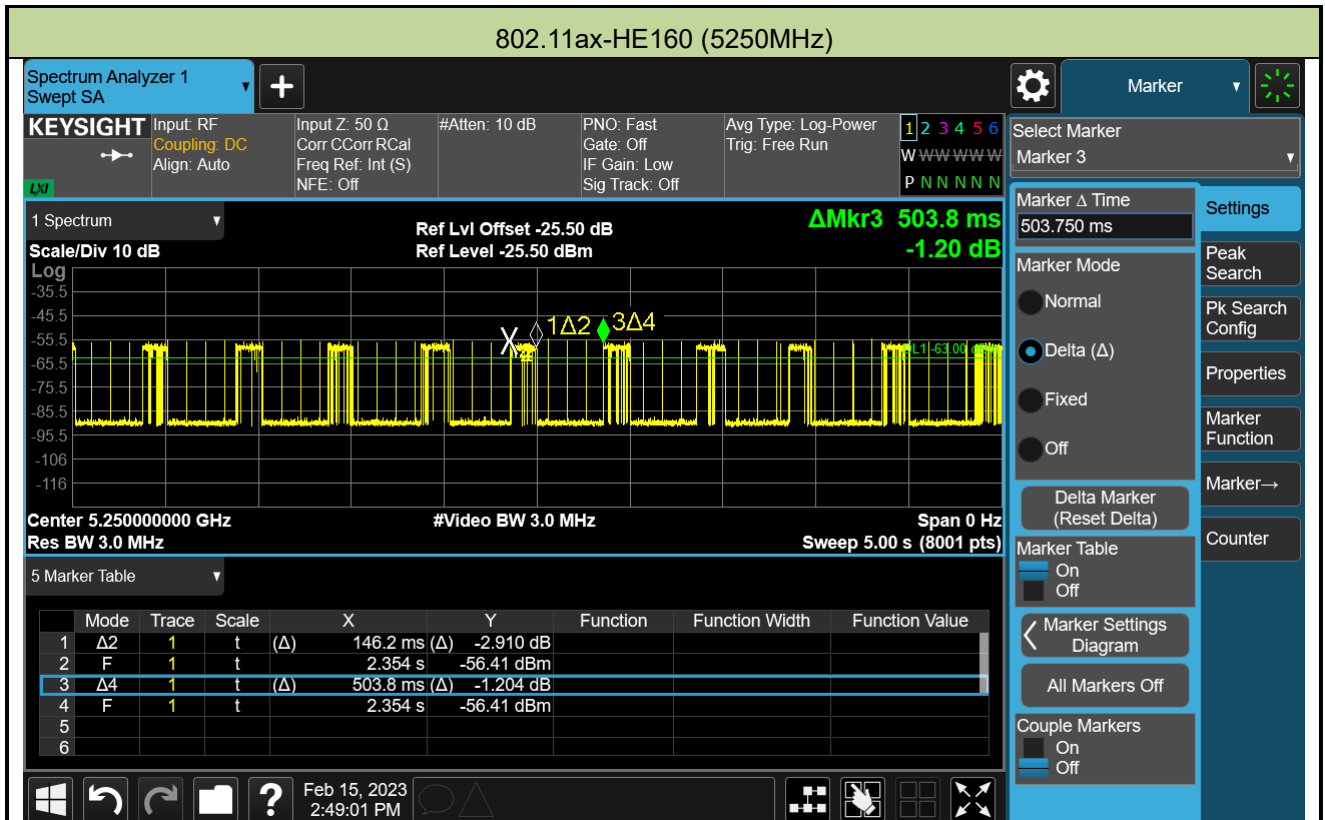 802.11ax-HE160 (5250MHz)
Spectrum Analyzer 1
Swept SA
Marker
KEYSIGHT
LXI
Input: RF
Coupling: DC
Align: Auto
Input Z: 50 Ω
Corr CCorr RCal
Freq Ref: Int (S)
NFE: Off
#Atten: 10 dB
PNO: Fast
Gate: Off
IF Gain: Low
Sig Track: Off
Avg Type: Log-Power
Trig: Free Run
1 2 3 4 5 6
W W W W W W
P N N N N N
Select Marker
Marker 3
1 Spectrum
Scale/Div 10 dB
Ref Lvl Offset -25.50 dB
Ref Level -25.50 dBm
ΔMkr3 503.8 ms
-1.20 dB
Log
-35.5
-45.5
-55.5
-65.5
-75.5
-85.5
-95.5
-106
-116
1Δ2
3Δ4
X
DL1 -63.00 dBm
Center 5.250000000 GHz
#Video BW 3.0 MHz
Span 0 Hz
Res BW 3.0 MHz
Sweep 5.00 s (8001 pts)
5 Marker Table
Mode Trace Scale X Y Function Function Width Function Value
1 Δ2 1 t (Δ) 146.2 ms (Δ) -2.910 dB
2 F 1 t 2.354 s -56.41 dBm
3 Δ4 1 t (Δ) 503.8 ms (Δ) -1.204 dB
4 F 1 t 2.354 s -56.41 dBm
5
6
Marker Δ Time
503.750 ms
Marker Mode
Normal
Delta (Δ)
Fixed
Off
Delta Marker
(Reset Delta)
Marker Table
On
Off
Marker Settings
Diagram
All Markers Off
Couple Markers
On
Off
Settings
Peak
Search
Pk Search
Config
Properties
Marker
Function
Marker→
Counter
?
Feb 15, 2023
2:49:01 PM